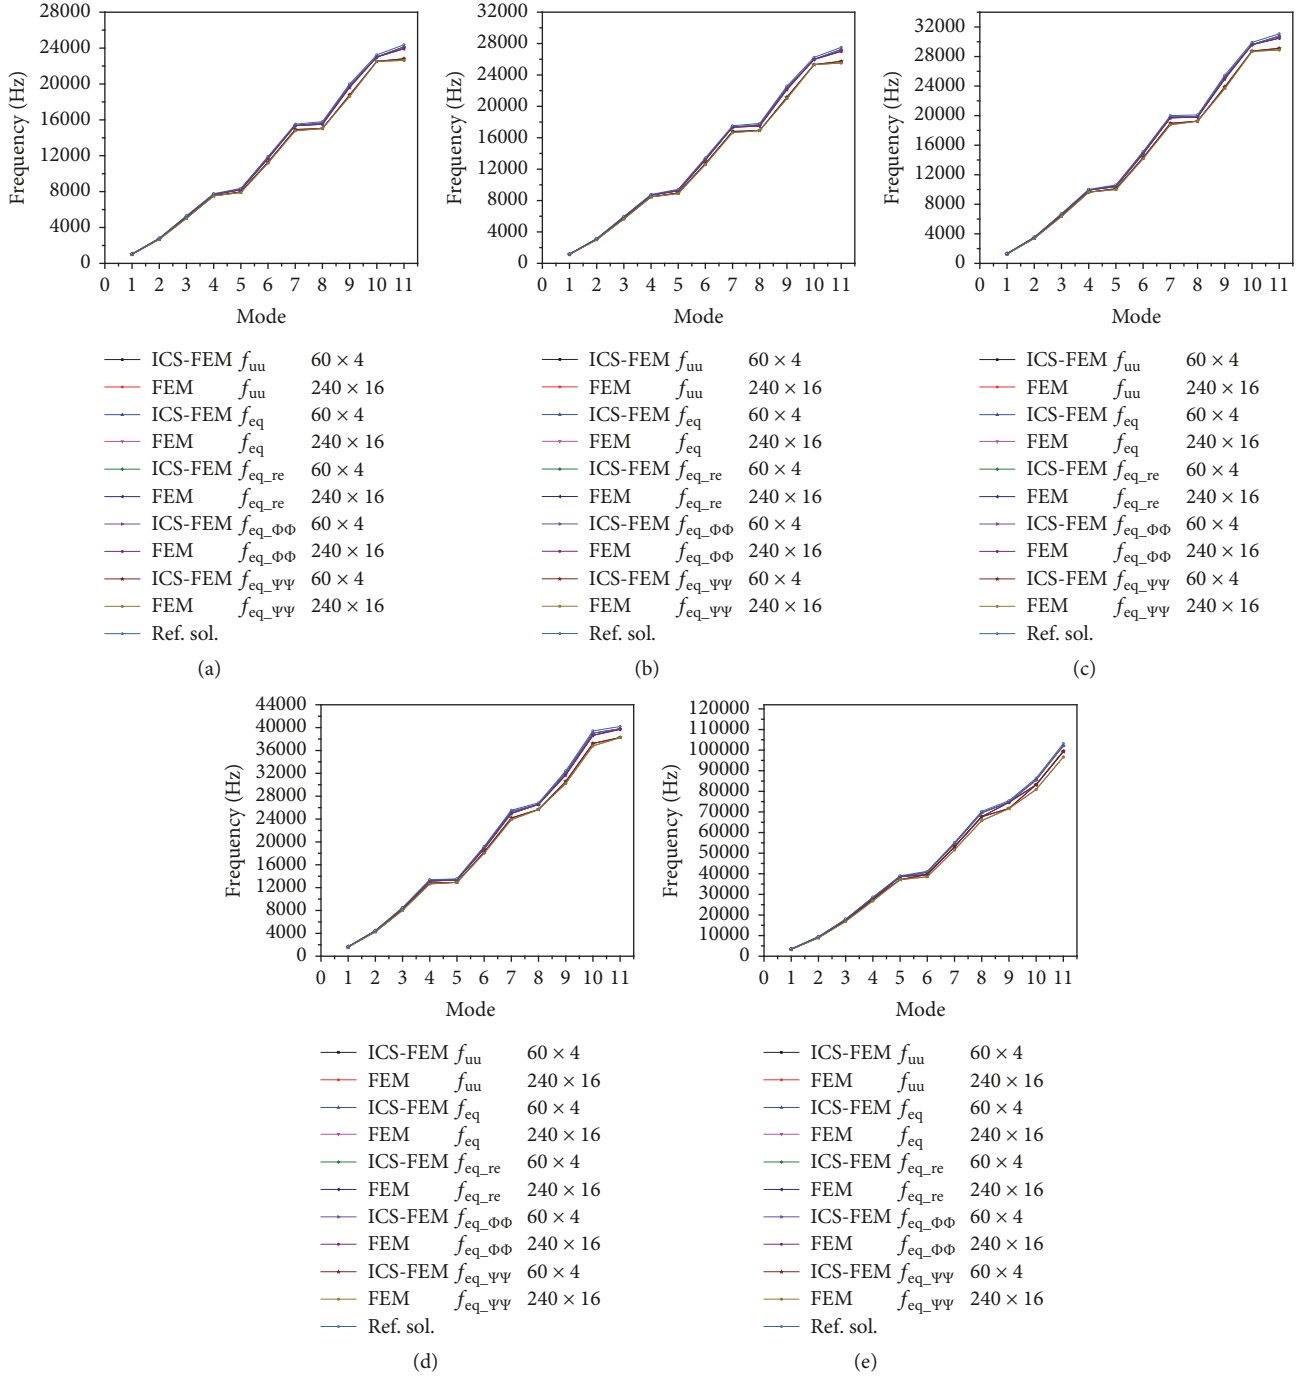 28000
24000
20000
16000
12000
8000
4000
0
Frequency (Hz)
0 1 2 3 4 5 6 7 8 9 10 11
Mode
ICS-FEM f_uu 60 × 4
FEM f_uu 240 × 16
ICS-FEM f_eq 60 × 4
FEM f_eq 240 × 16
ICS-FEM f_eq_re 60 × 4
FEM f_eq_re 240 × 16
ICS-FEM f_eq_ΦΦ 60 × 4
FEM f_eq_ΦΦ 240 × 16
ICS-FEM f_eq_ΨΨ 60 × 4
FEM f_eq_ΨΨ 240 × 16
Ref. sol.
(a)
32000
28000
24000
20000
16000
12000
8000
4000
0
Frequency (Hz)
0 1 2 3 4 5 6 7 8 9 10 11
Mode
ICS-FEM f_uu 60 × 4
FEM f_uu 240 × 16
ICS-FEM f_eq 60 × 4
FEM f_eq 240 × 16
ICS-FEM f_eq_re 60 × 4
FEM f_eq_re 240 × 16
ICS-FEM f_eq_ΦΦ 60 × 4
FEM f_eq_ΦΦ 240 × 16
ICS-FEM f_eq_ΨΨ 60 × 4
FEM f_eq_ΨΨ 240 × 16
Ref. sol.
(b)
32000
28000
24000
20000
16000
12000
8000
4000
0
Frequency (Hz)
0 1 2 3 4 5 6 7 8 9 10 11
Mode
ICS-FEM f_uu 60 × 4
FEM f_uu 240 × 16
ICS-FEM f_eq 60 × 4
FEM f_eq 240 × 16
ICS-FEM f_eq_re 60 × 4
FEM f_eq_re 240 × 16
ICS-FEM f_eq_ΦΦ 60 × 4
FEM f_eq_ΦΦ 240 × 16
ICS-FEM f_eq_ΨΨ 60 × 4
FEM f_eq_ΨΨ 240 × 16
Ref. sol.
(c)
44000
40000
36000
32000
28000
24000
20000
16000
12000
8000
4000
0
Frequency (Hz)
0 1 2 3 4 5 6 7 8 9 10 11
Mode
ICS-FEM f_uu 60 × 4
FEM f_uu 240 × 16
ICS-FEM f_eq 60 × 4
FEM f_eq 240 × 16
ICS-FEM f_eq_re 60 × 4
FEM f_eq_re 240 × 16
ICS-FEM f_eq_ΦΦ 60 × 4
FEM f_eq_ΦΦ 240 × 16
ICS-FEM f_eq_ΨΨ 60 × 4
FEM f_eq_ΨΨ 240 × 16
Ref. sol.
(d)
120000
110000
100000
90000
80000
70000
60000
50000
40000
30000
20000
10000
0
Frequency (Hz)
0 1 2 3 4 5 6 7 8 9 10 11
Mode
ICS-FEM f_uu 60 × 4
FEM f_uu 240 × 16
ICS-FEM f_eq 60 × 4
FEM f_eq 240 × 16
ICS-FEM f_eq_re 60 × 4
FEM f_eq_re 240 × 16
ICS-FEM f_eq_ΦΦ 60 × 4
FEM f_eq_ΦΦ 240 × 16
ICS-FEM f_eq_ΨΨ 60 × 4
FEM f_eq_ΨΨ 240 × 16
Ref. sol.
(e)